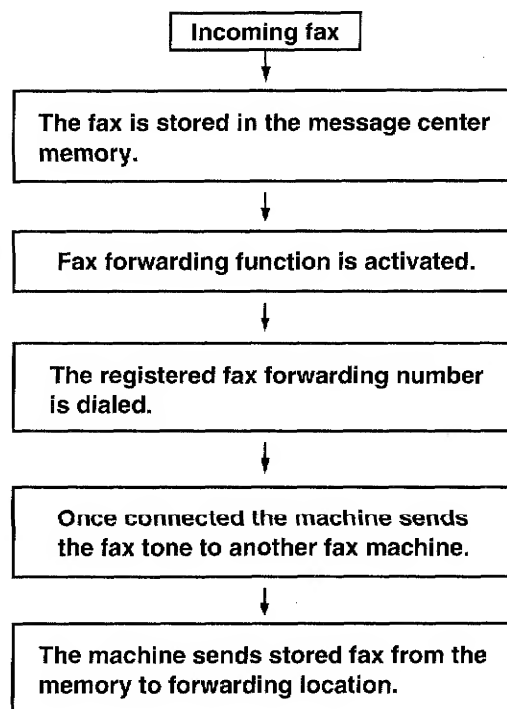 Incoming fax
The fax is stored in the message center
memory.
Fax forwarding function is activated.
The registered fax forwarding number
is dialed.
Once connected the machine sends
the fax tone to another fax machine.
The machine sends stored fax from the
memory to forwarding location.